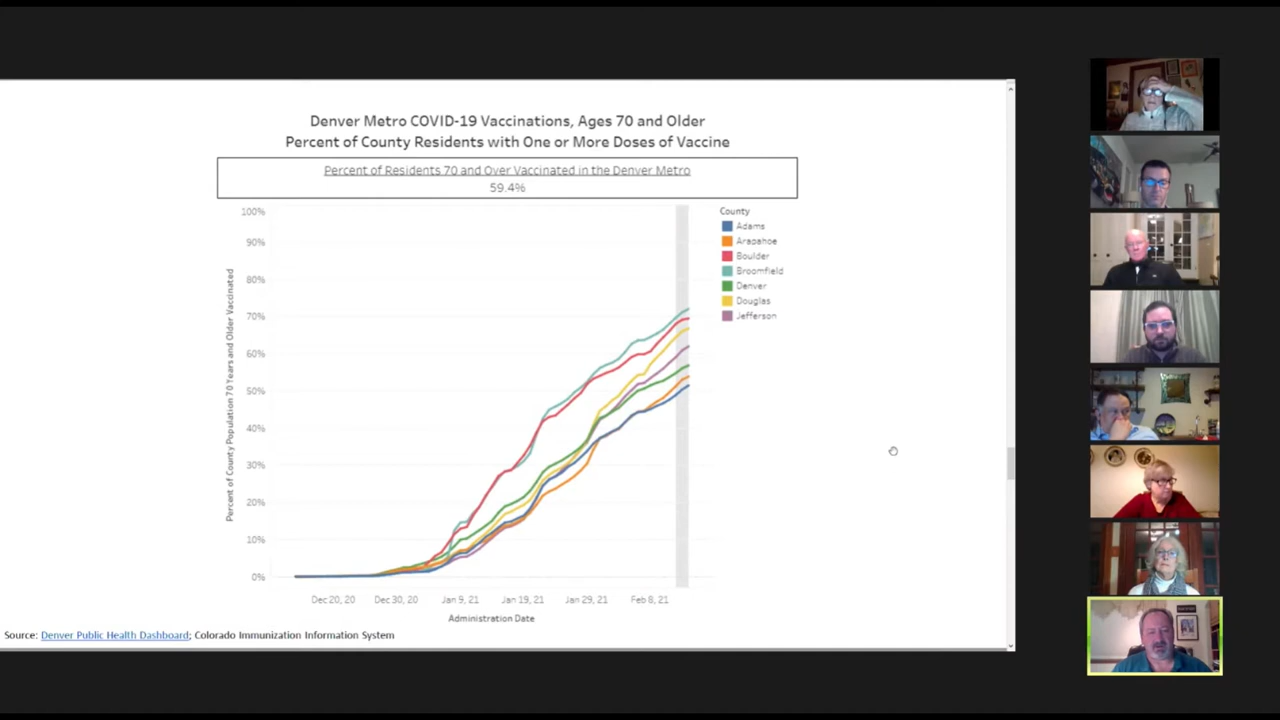 Denver Metro COVID-19 Vaccinations, Ages 70 and Older
Percent of County Residents with One or More Doses of Vaccine
Percent of Residents 70 and Over Vaccinated in the Denver Metro
59.4%
County
Adams
Arapahoe
Boulder
Broomfield
Denver
Douglas
Jefferson
Percent of County Population 70 Years and Older Vaccinated
100%
90%
80%
70%
60%
50%
40%
30%
20%
10%
0%
Dec 20, 20 Dec 30, 20 Jan 9, 21 Jan 19, 21 Jan 29, 21 Feb 8, 21
Administration Date
Source: Denver Public Health Dashboard; Colorado Immunization Information System